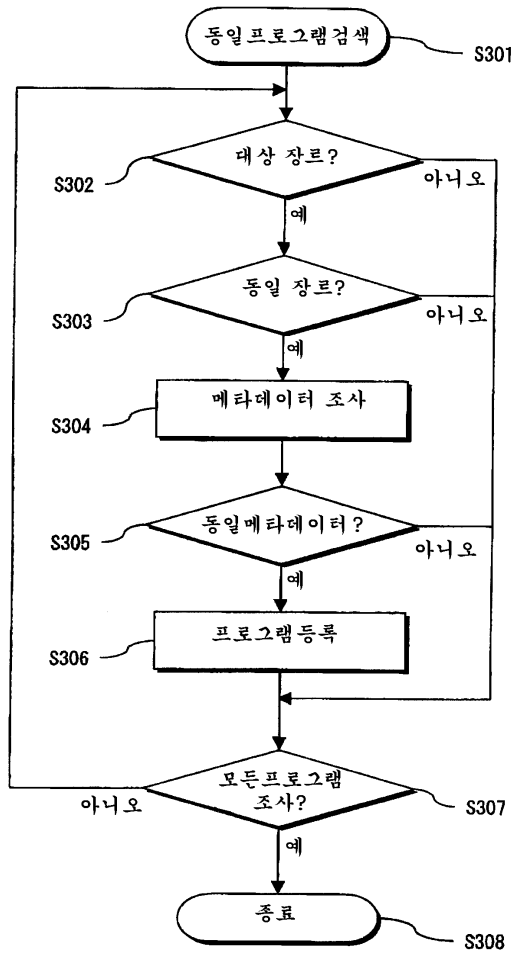 동일프로그램검색
S301
대상 장르?
S302
아니오
예
동일 장르?
S303
아니오
예
메타데이터 조사
S304
동일메타데이터?
S305
아니오
예
프로그램등록
S306
모든프로그램
조사?
아니오
S307
예
종료
S308